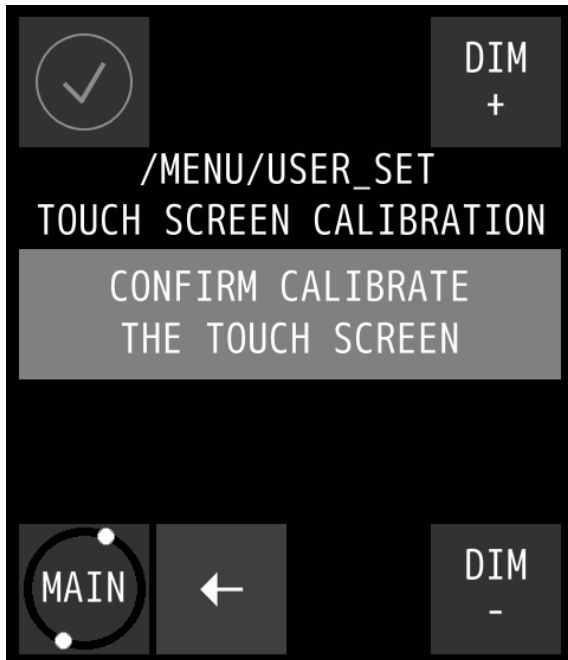 DIM
+
/MENU/USER_SET
TOUCH SCREEN CALIBRATION
CONFIRM CALIBRATE
THE TOUCH SCREEN
MAIN
←
DIM
-